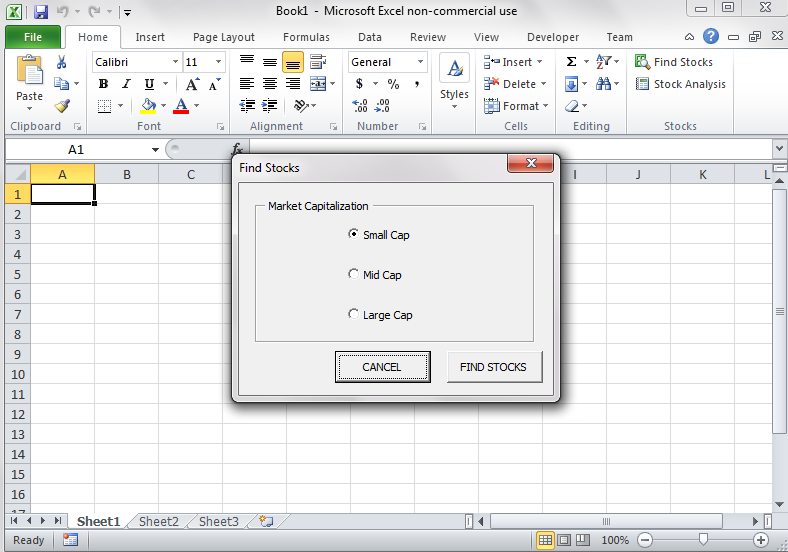 Book1 - Microsoft Excel non-commercial use
File Home Insert Page Layout Formulas Data Review View Developer Team
Calibri 11 General Insert Σ Find Stocks
Paste B I U A A $ % , Styles Delete Stock Analysis
A .00 .0 Format
Clipboard Font Alignment Number Cells Editing Stocks
A1 fx
A B C I J K L
Find Stocks
1
2 Market Capitalization
3 Small Cap
4
5 Mid Cap
6
7 Large Cap
8
9
10 CANCEL FIND STOCKS
11
12
13
14
15
16
17
Sheet1 Sheet2 Sheet3
Ready 100%